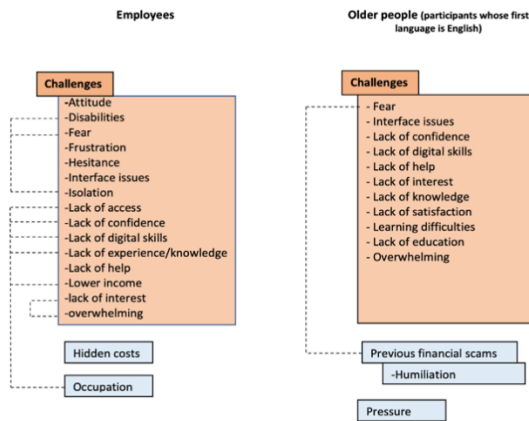 Employees
Challenges
-Attitude
-Disabilities
-Fear
-Frustration
-Hesitance
-Interface issues
-Isolation
-Lack of access
-Lack of confidence
-Lack of digital skills
-Lack of experience/knowledge
-Lack of help
-Lower income
-lack of interest
-overwhelming
Hidden costs
Occupation
Older people (participants whose first
language is English)
Challenges
- Fear
- Interface issues
- Lack of confidence
- Lack of digital skills
- Lack of help
- Lack of interest
- Lack of knowledge
- Lack of satisfaction
- Learning difficulties
- Lack of education
- Overwhelming
Previous financial scams
-Humiliation
Pressure